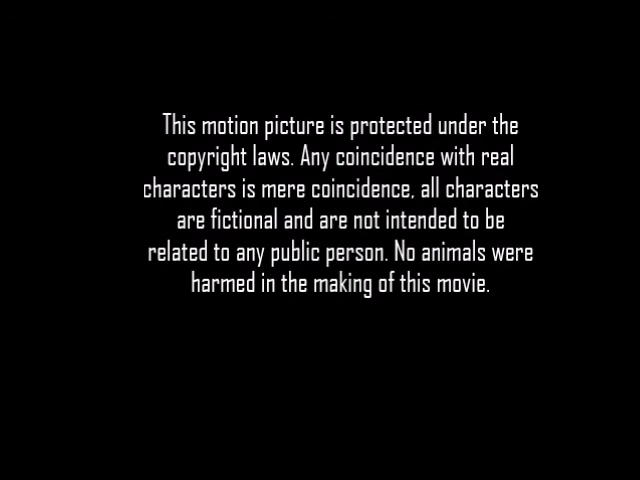 This motion picture is protected under the
copyright laws. Any coincidence with real
characters is mere coincidence, all characters
are fictional and are not intended to be
related to any public person. No animals were
harmed in the making of this movie.